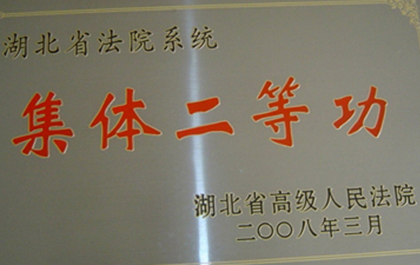 湖北省法院系统
集体二等功
湖北省高级人民法院
二〇〇八年三月